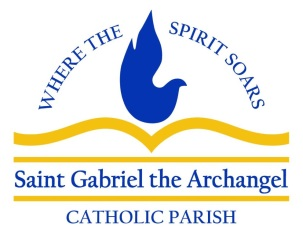 WHERE THE SPIRIT SOARS
Saint Gabriel the Archangel
CATHOLIC PARISH